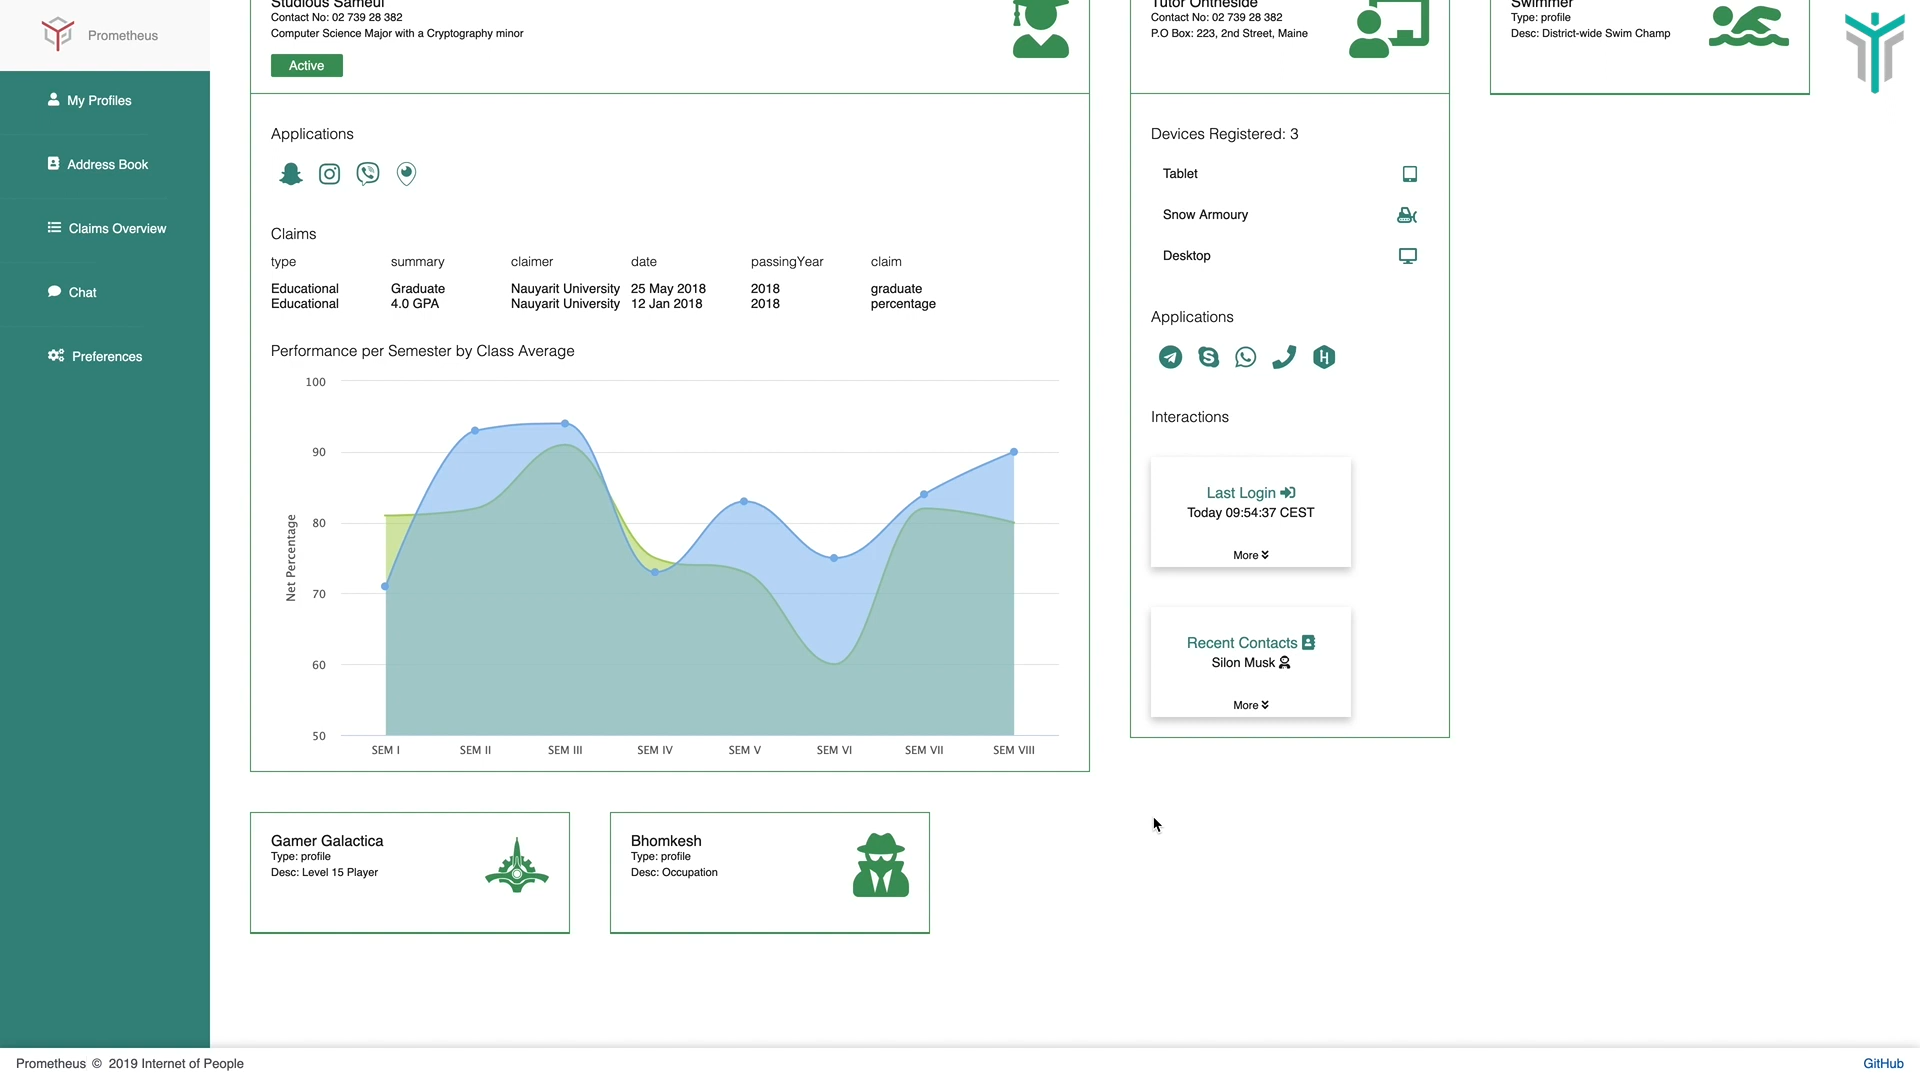 Prometheus
My Profiles
Address Book
Claims Overview
Chat
Preferences
Studious Sameul
Contact No: 02 739 28 382
Computer Science Major with a Cryptography minor
Active
Applications
Claims
type summary claimer date passingYear claim
Educational Graduate Nauyarit University 25 May 2018 2018 graduate
Educational 4.0 GPA Nauyarit University 12 Jan 2018 2018 percentage
Performance per Semester by Class Average
Net Percentage
100
90
80
70
60
50
SEM I SEM II SEM III SEM IV SEM V SEM VI SEM VII SEM VIII
Tutor Ontheside
Contact No: 02 739 28 382
P.O Box: 223, 2nd Street, Maine
Devices Registered: 3
Tablet
Snow Armoury
Desktop
Applications
Interactions
Last Login
Today 09:54:37 CEST
More
Recent Contacts
Silon Musk
More
Swimmer
Type: profile
Desc: District-wide Swim Champ
Gamer Galactica
Type: profile
Desc: Level 15 Player
Bhomkesh
Type: profile
Desc: Occupation
Prometheus © 2019 Internet of People
GitHub